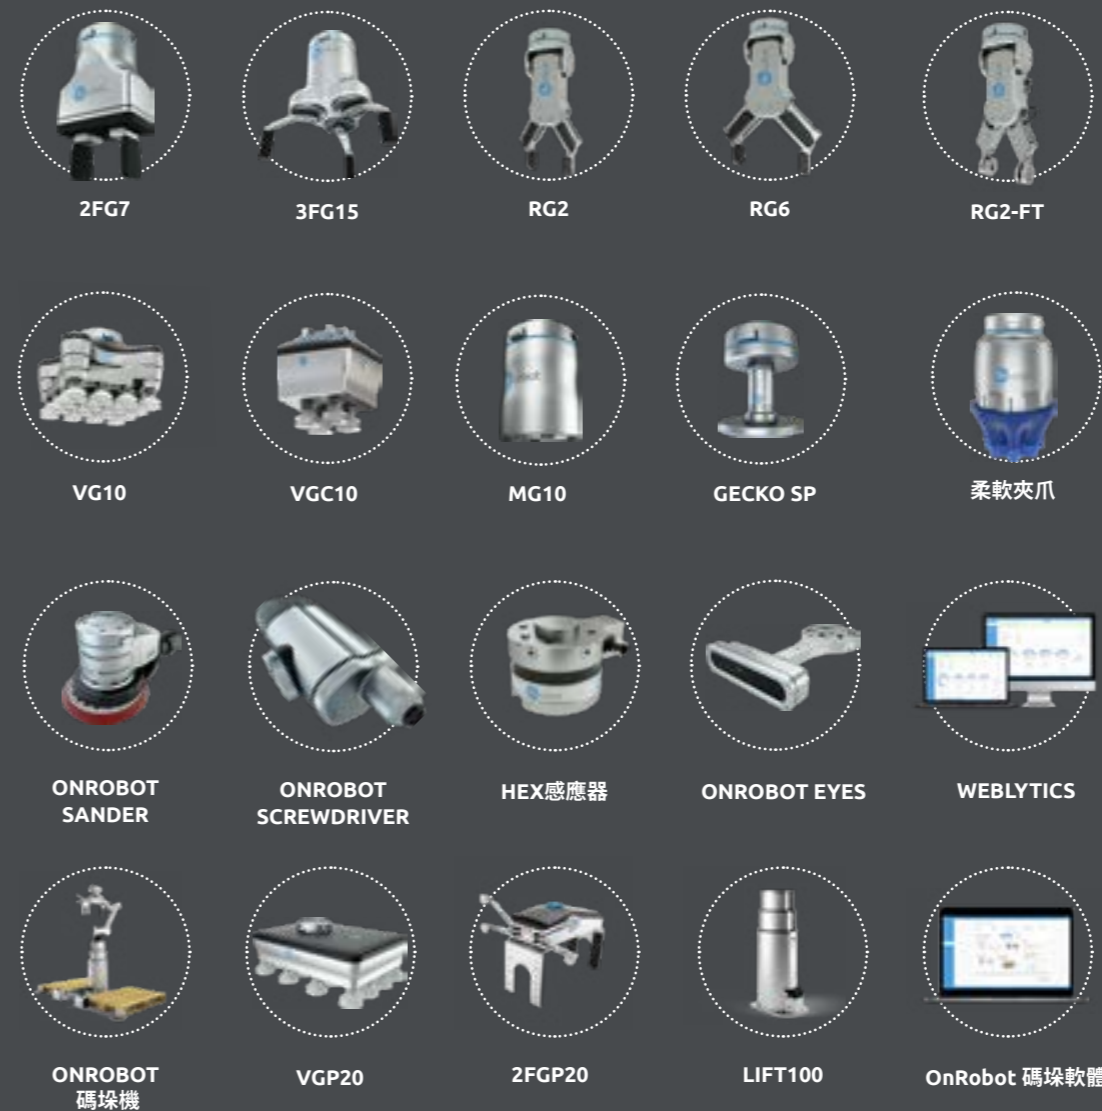 2FG7
3FG15
RG2
RG6
RG2-FT
VG10
VGC10
MG10
GECKO SP
柔軟夾爪
ONROBOT
SANDER
ONROBOT
SCREWDRIVER
HEX感應器
ONROBOT EYES
WEBLYTICS
ONROBOT
碼垛機
VGP20
2FGP20
LIFT100
OnRobot 碼垛軟體